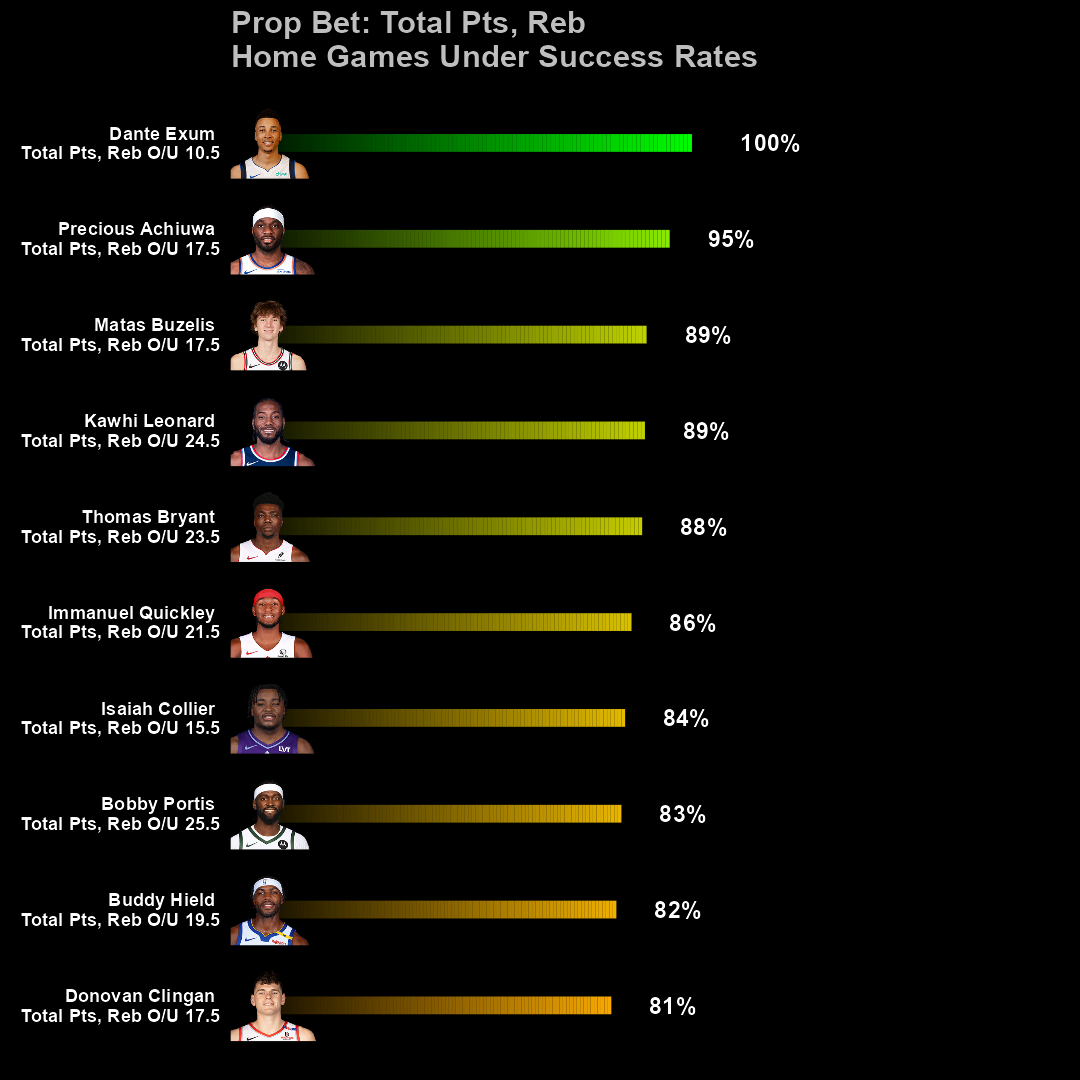 Prop Bet: Total Pts, Reb
Home Games Under Success Rates
Dante Exum
Total Pts, Reb O/U 10.5
100%
Precious Achiuwa
Total Pts, Reb O/U 17.5
95%
Matas Buzelis
Total Pts, Reb O/U 17.5
89%
Kawhi Leonard
Total Pts, Reb O/U 24.5
89%
Thomas Bryant
Total Pts, Reb O/U 23.5
88%
Immanuel Quickley
Total Pts, Reb O/U 21.5
86%
Isaiah Collier
Total Pts, Reb O/U 15.5
84%
Bobby Portis
Total Pts, Reb O/U 25.5
83%
Buddy Hield
Total Pts, Reb O/U 19.5
82%
Donovan Clingan
Total Pts, Reb O/U 17.5
81%